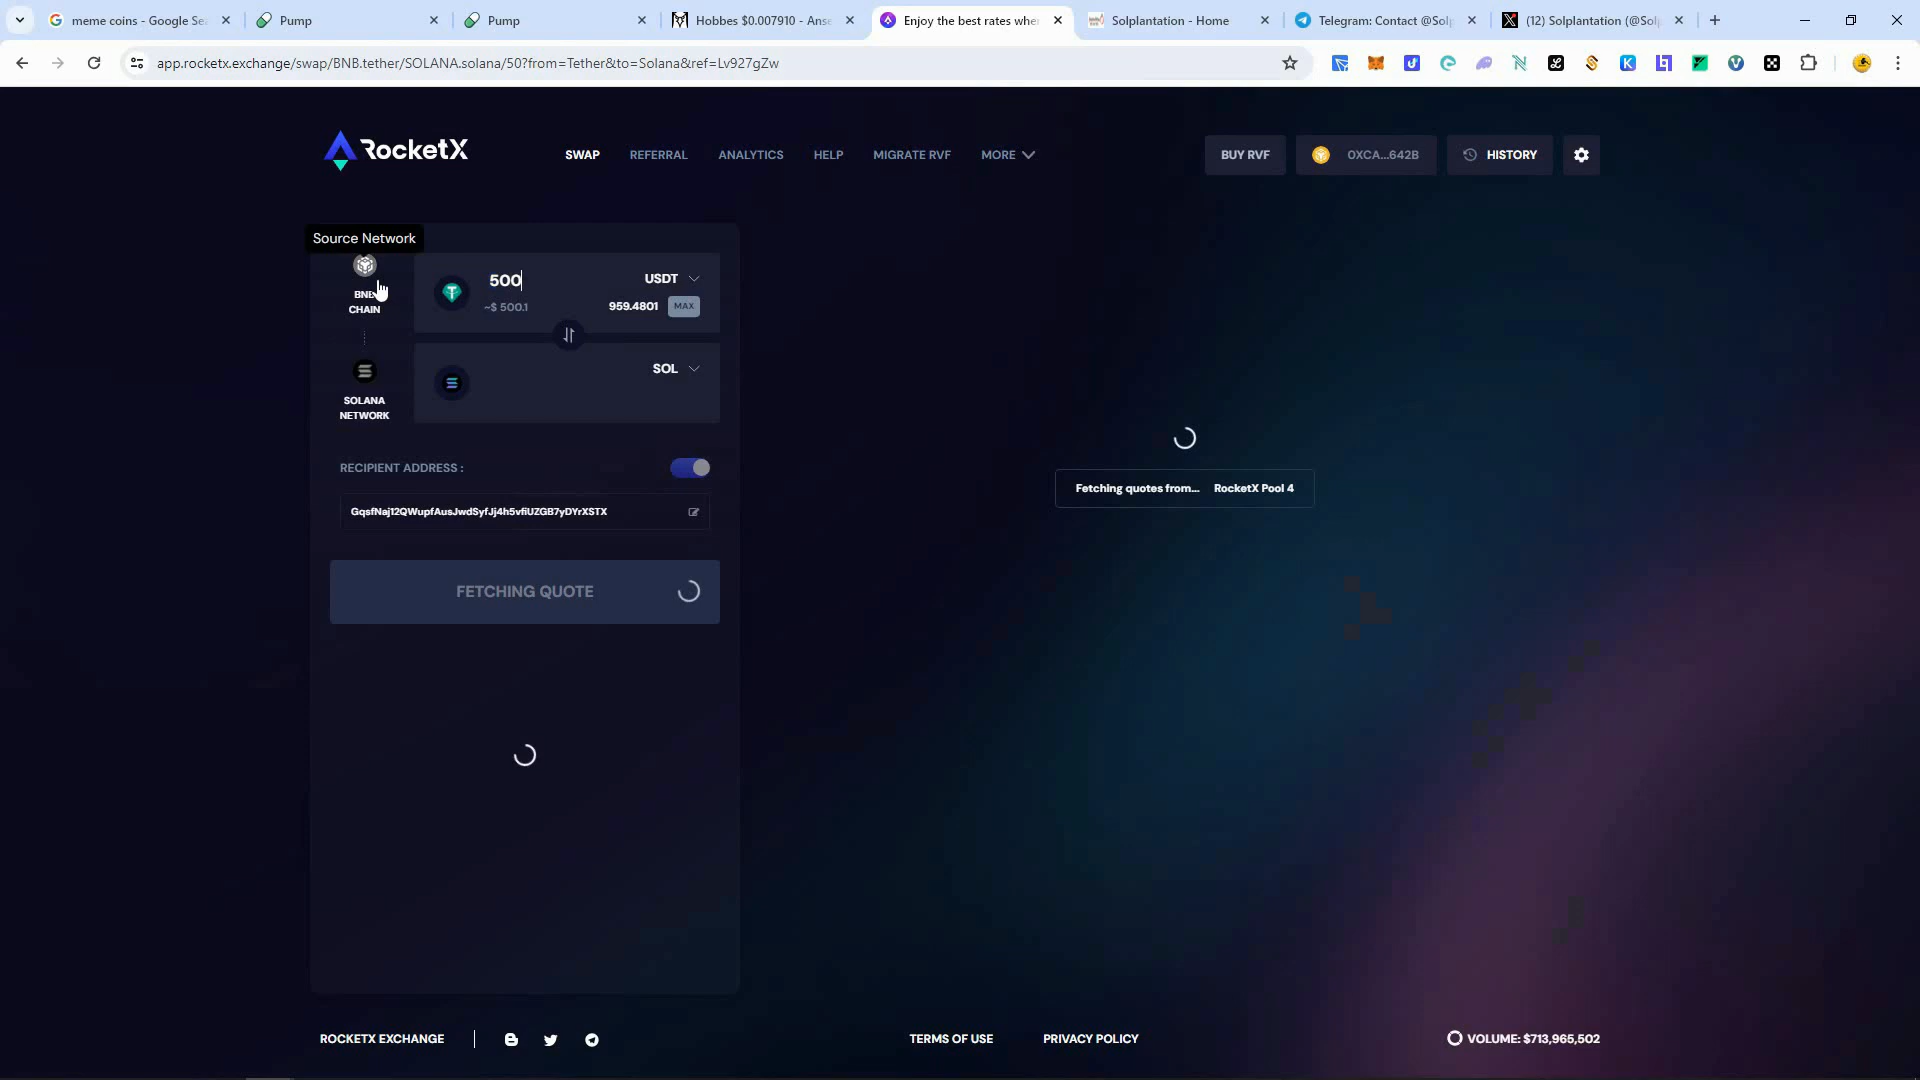 meme coins - Google Se
Pump
Pump
Hobbes $0.007910 - Anse
Enjoy the best rates whe
Solplantation - Home
Telegram: Contact @Sol
(12) Solplantation (@Sol
app.rocketx.exchange/swap/BNB.tether/SOLANA.solana/50?from=Tether&to=Solana&ref=Lv927gZw
RocketX
SWAP
REFERRAL
ANALYTICS
HELP
MIGRATE RVF
MORE
BUY RVF
0XCA...642B
HISTORY
Source Network
BNB
CHAIN
500
~$ 500.1
USDT
959.4801
MAX
SOLANA
NETWORK
SOL
RECIPIENT ADDRESS :
GqsfNaj12QWupfAusJwdSyfJj4h5vfiUZGB7yDYrXSTX
FETCHING QUOTE
Fetching quotes from... RocketX Pool 4
ROCKETX EXCHANGE
TERMS OF USE
PRIVACY POLICY
VOLUME: $713,965,502